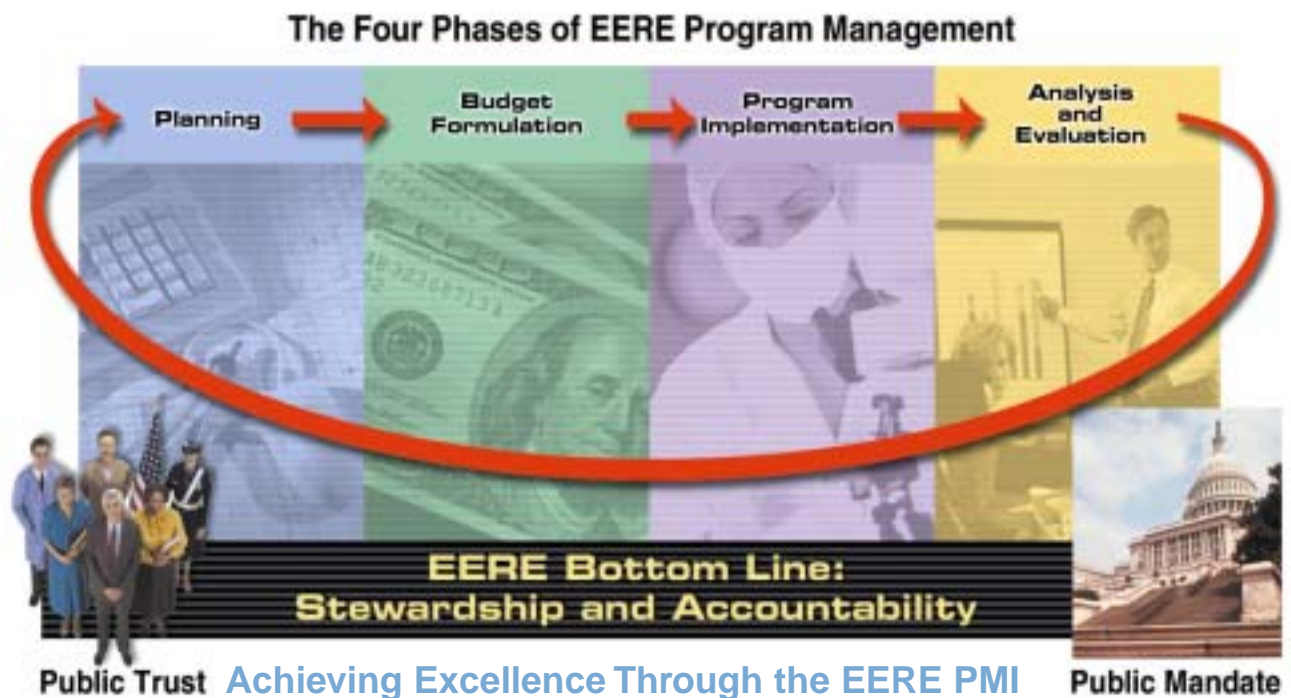 The Four Phases of EERE Program Management
Planning
Budget
Formulation
Program
Implementation
Analysis
and
Evaluation
EERE Bottom Line:
Stewardship and Accountability
Public Trust
Achieving Excellence Through the EERE PMI
Public Mandate